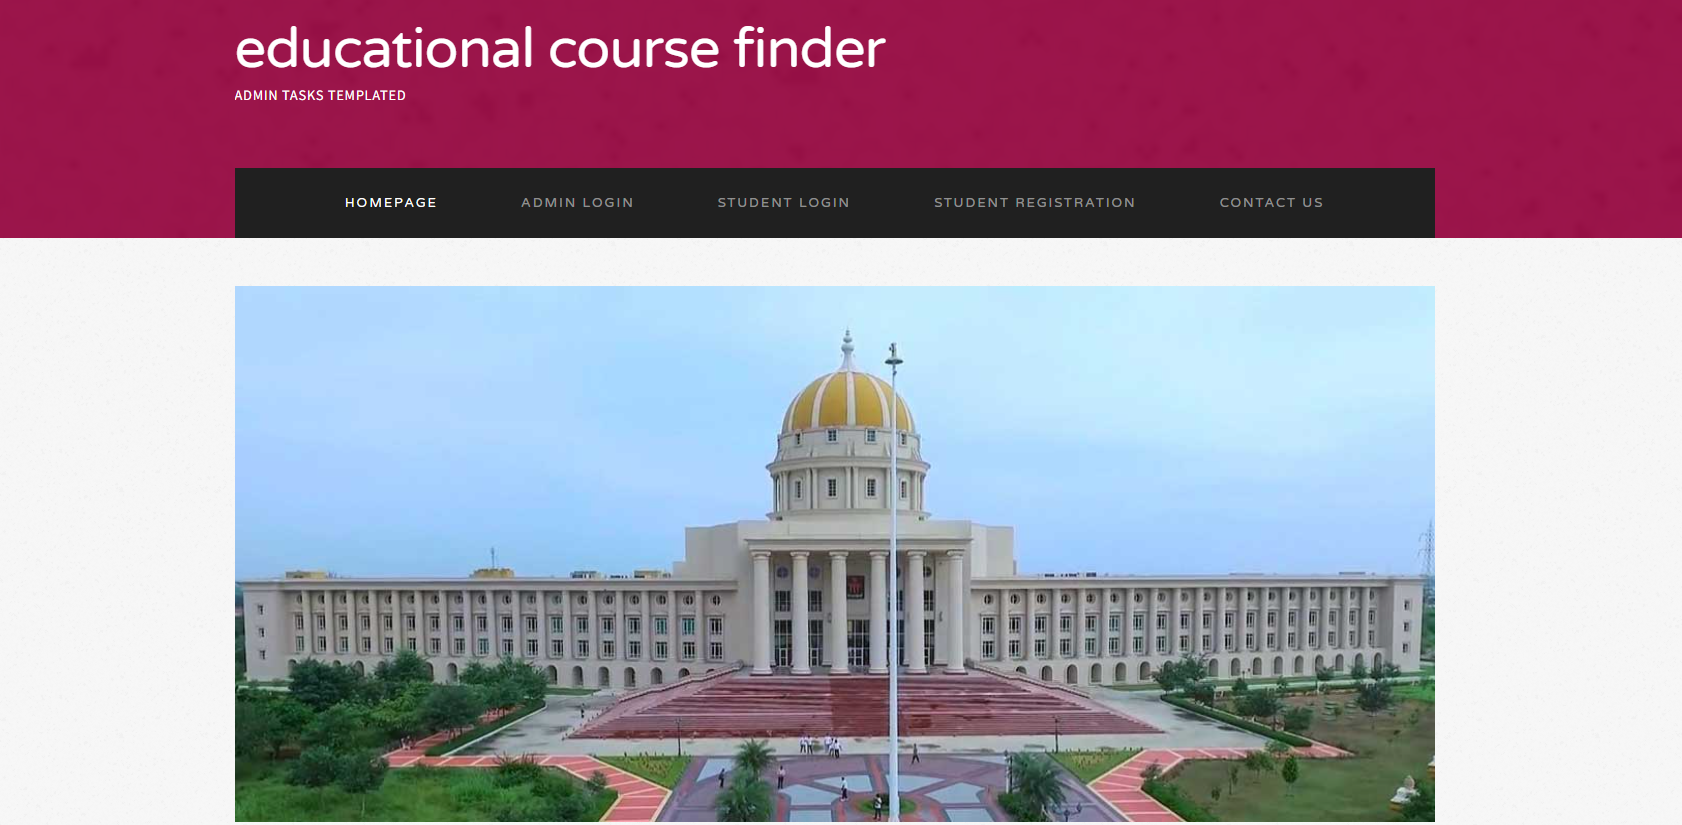 educational course finder
ADMIN TASKS TEMPLATED
HOMEPAGE ADMIN LOGIN STUDENT LOGIN STUDENT REGISTRATION CONTACT US